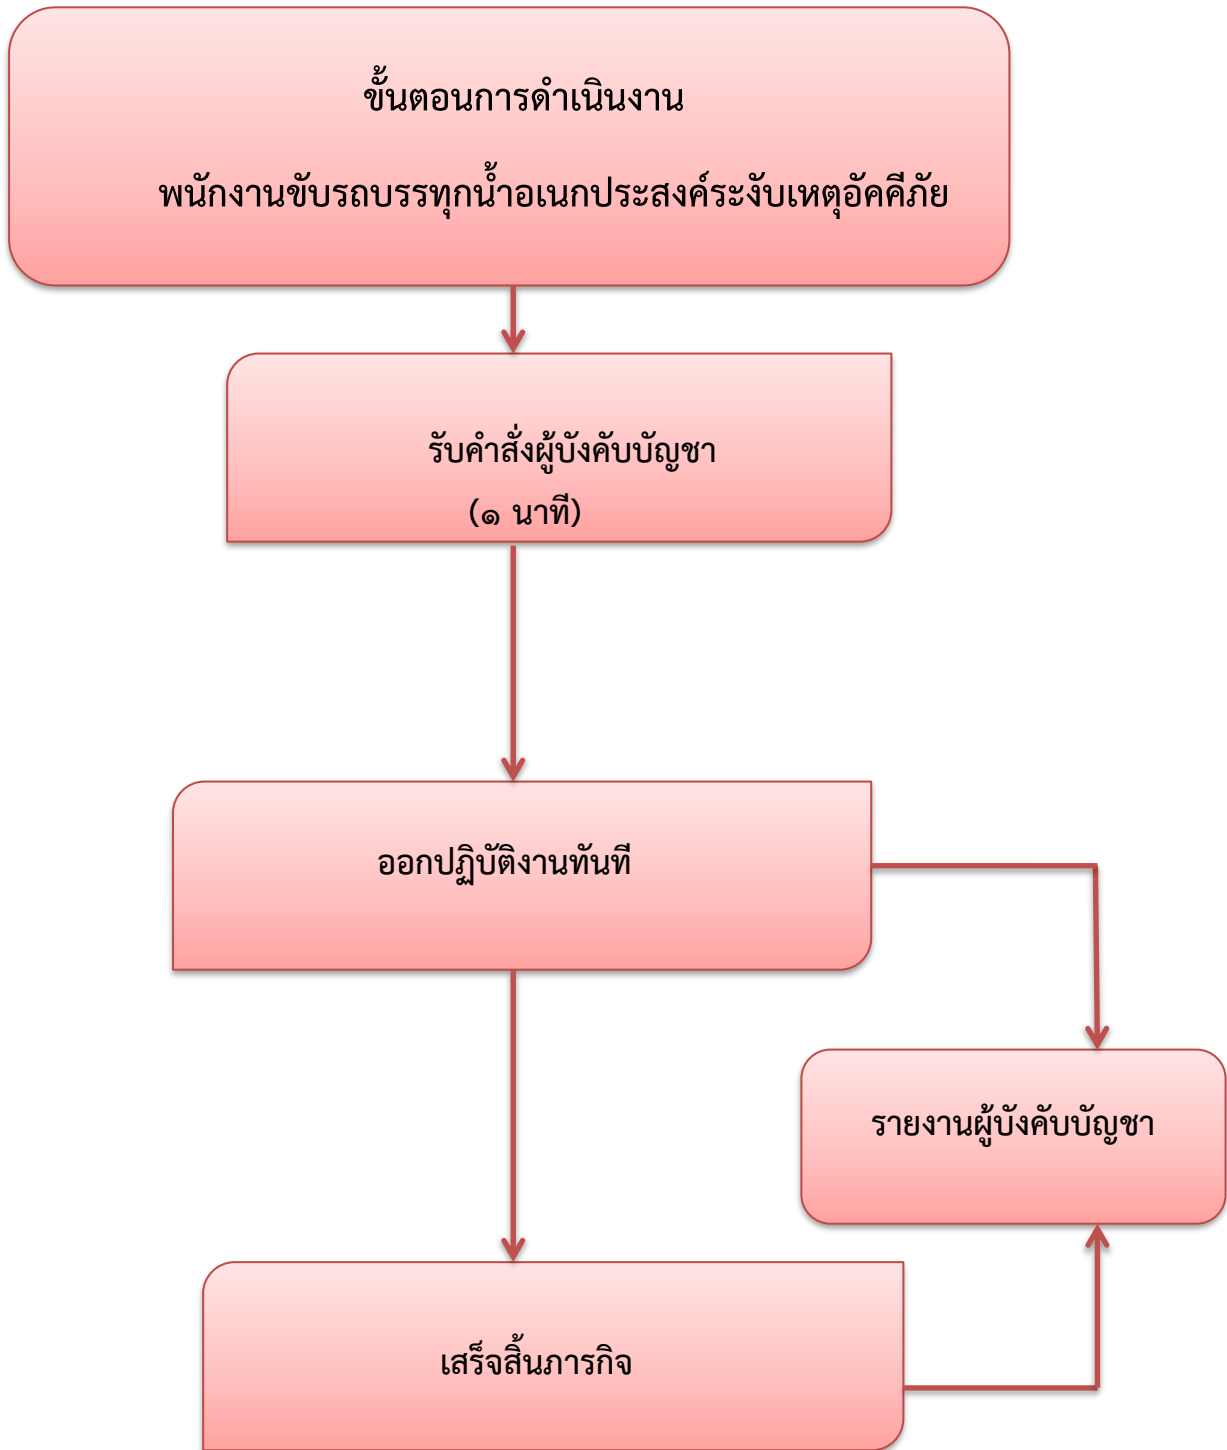 ขั้นตอนการดำเนินงาน
พนักงานขับรถบรรทุกน้ำอเนกประสงค์ระงับเหตุอัคคีภัย
รับคำสั่งผู้บังคับบัญชา
(๑ นาที)
ออกปฏิบัติงานทันที
รายงานผู้บังคับบัญชา
เสร็จสิ้นภารกิจ